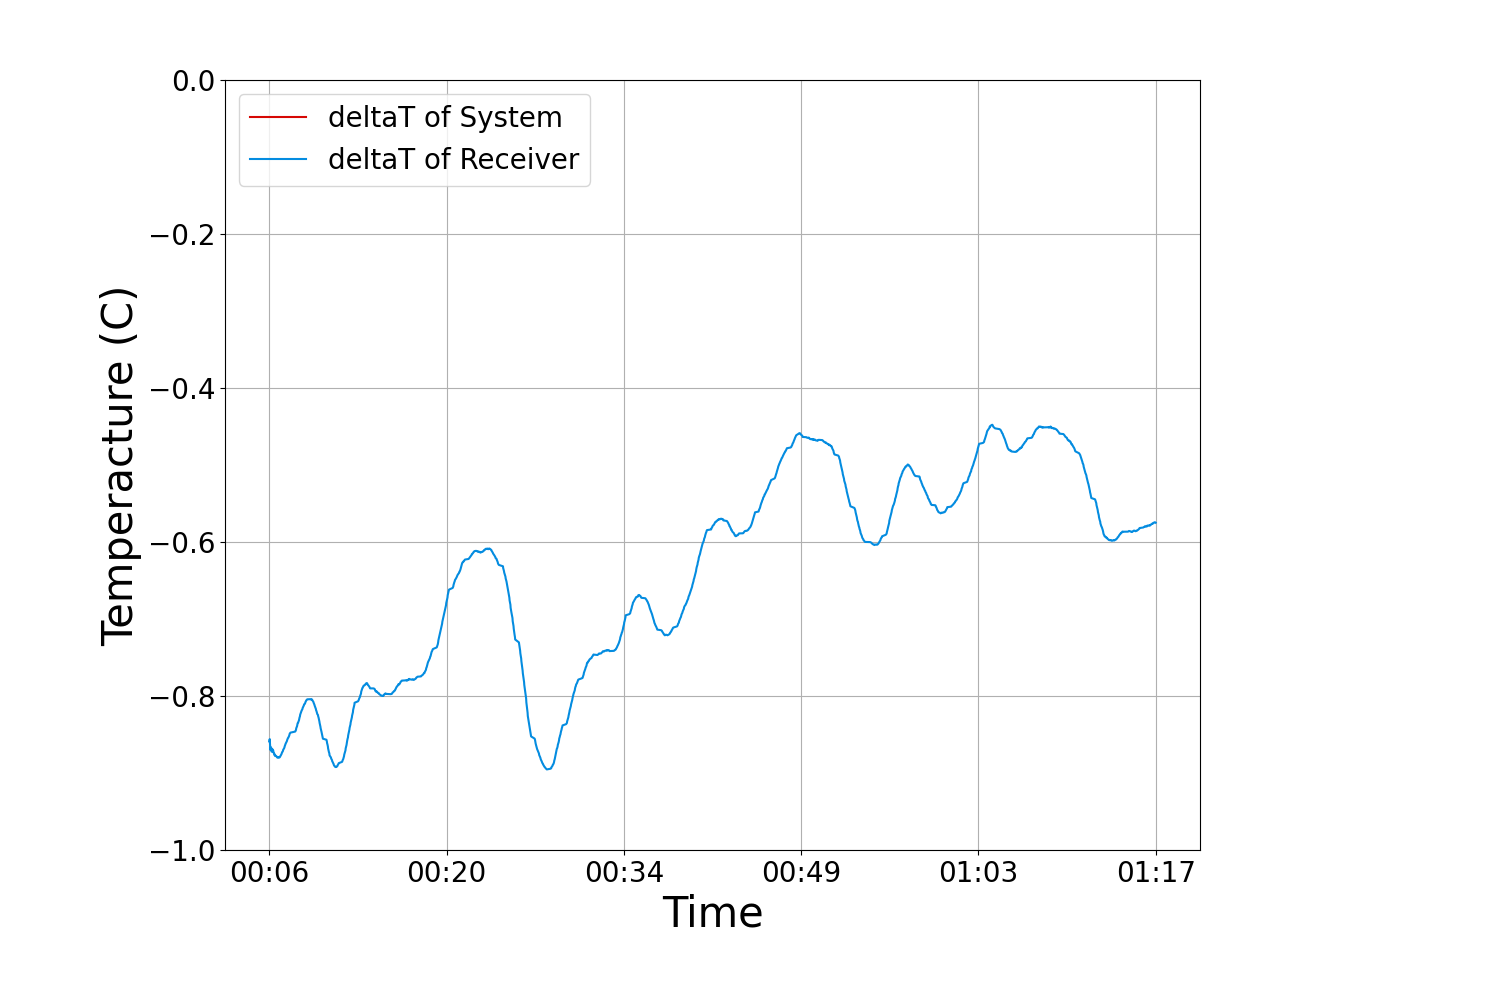 0.0
deltaT of System
deltaT of Receiver
−0.2
−0.4
−0.6
−0.8
−1.0
Temperacture (C)
00:06 00:20 00:34 00:49 01:03 01:17
Time